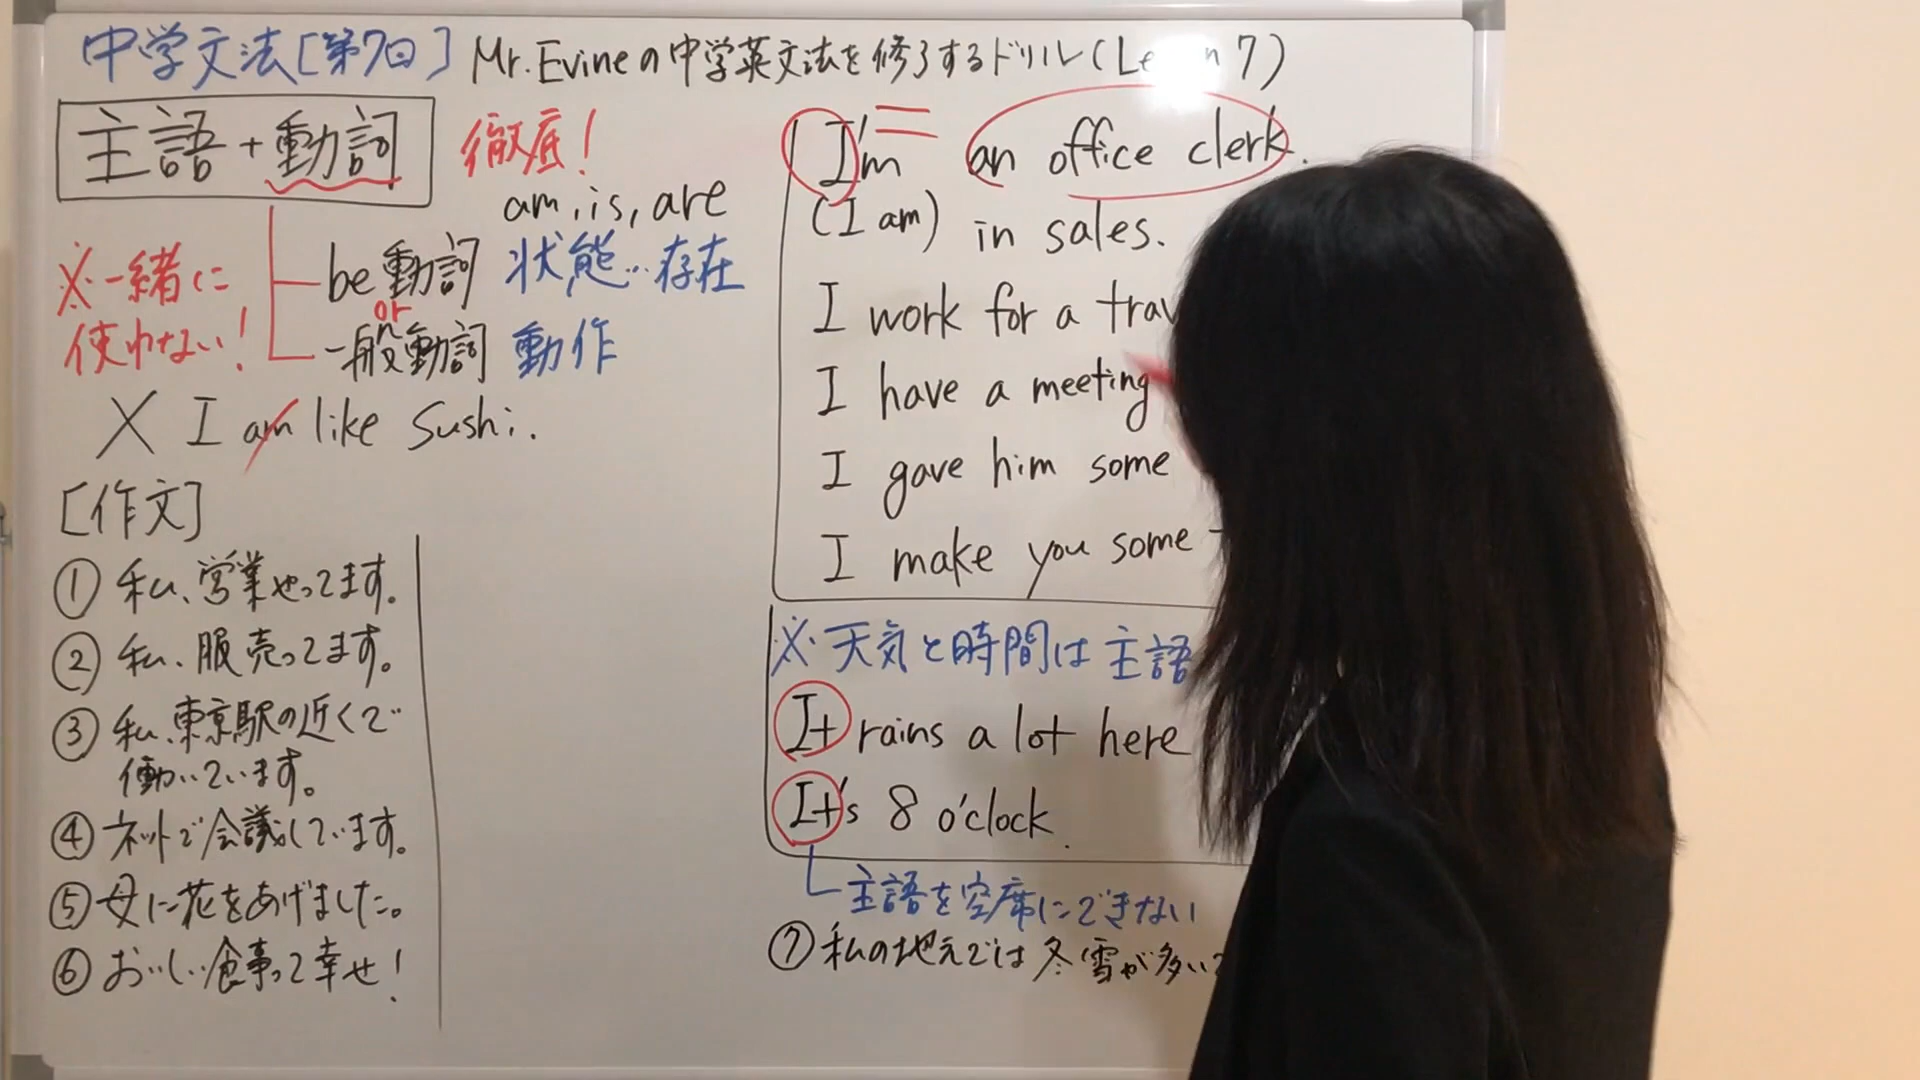 中学文法[第7回] Mr.Evineの中学英文法を修了するドリル(Le n 7)
主語+動詞 徹底!
am, is, are
※一緒に使わない!
be動詞 状態…存在
or
一般動詞 動作
X I am like sushi.
[作文]
① 私、営業やってます。
② 私、服売ってます。
③ 私、東京駅の近くで
働いています。
④ ネットで会議しています。
⑤ 母に花をあげました。
⑥ おいしい食事って幸せ!
I'm an office clerk.
(I am) in sales.
I work for a trav
I have a meeting
I gave him some
I make you some
※天気と時間は主語
It rains a lot here
It's 8 o'clock.
主語を空席にできない
⑦ 私の地元では冬雪が多い